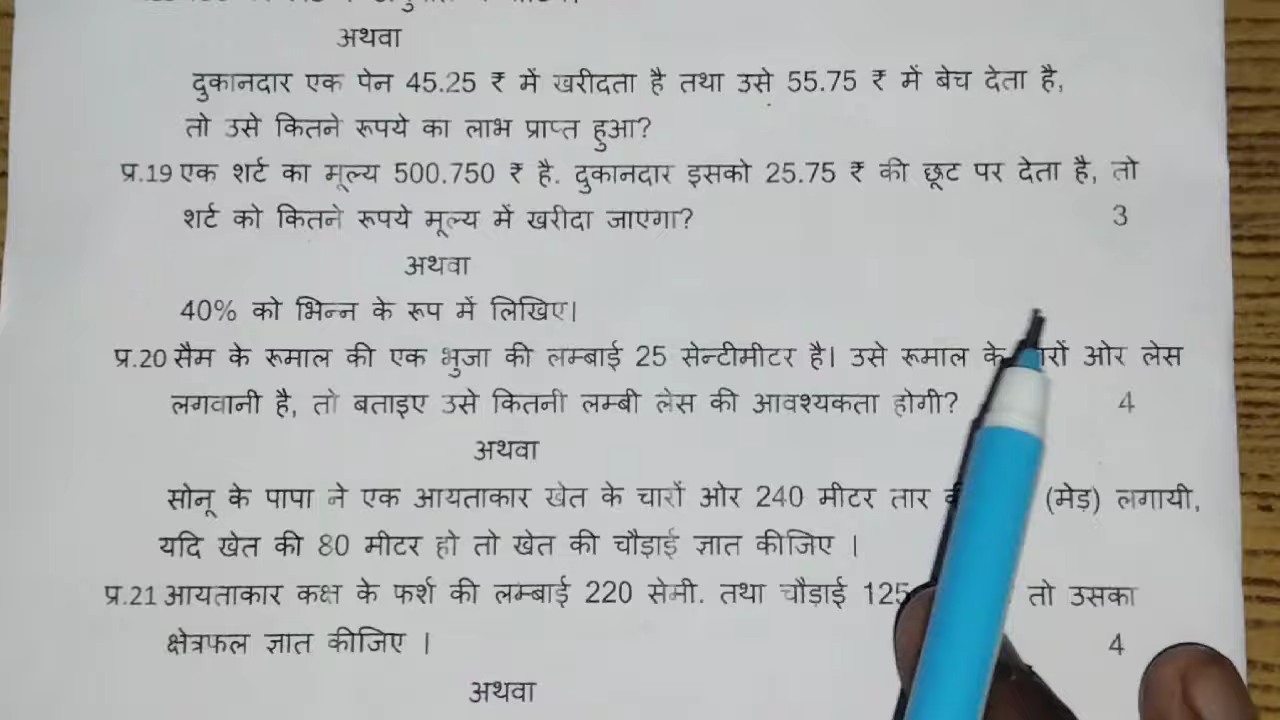 अथवा
दुकानदार एक पेन 45.25 ₹ में खरीदता है तथा उसे 55.75 ₹ में बेच देता है,
तो उसे कितने रूपये का लाभ प्राप्त हुआ?
प्र.19 एक शर्ट का मूल्य 500.750 ₹ है. दुकानदार इसको 25.75 ₹ की छूट पर देता है, तो
शर्ट को कितने रूपये मूल्य में खरीदा जाएगा? 3
अथवा
40% को भिन्न के रूप में लिखिए।
प्र.20 सैम के रूमाल की एक भुजा की लम्बाई 25 सेन्टीमीटर है। उसे रूमाल के ओर लेस
लगवानी है, तो बताइए उसे कितनी लम्बी लेस की आवश्यकता होगी? 4
अथवा
सोनू के पापा ने एक आयताकार खेत के चारों ओर 240 मीटर तार (मेड़) लगायी,
यदि खेत की 80 मीटर हो तो खेत की चौड़ाई ज्ञात कीजिए ।
प्र.21 आयताकार कक्ष के फर्श की लम्बाई 220 सेमी. तथा चौड़ाई 125 तो उसका
क्षेत्रफल ज्ञात कीजिए । 4
अथवा